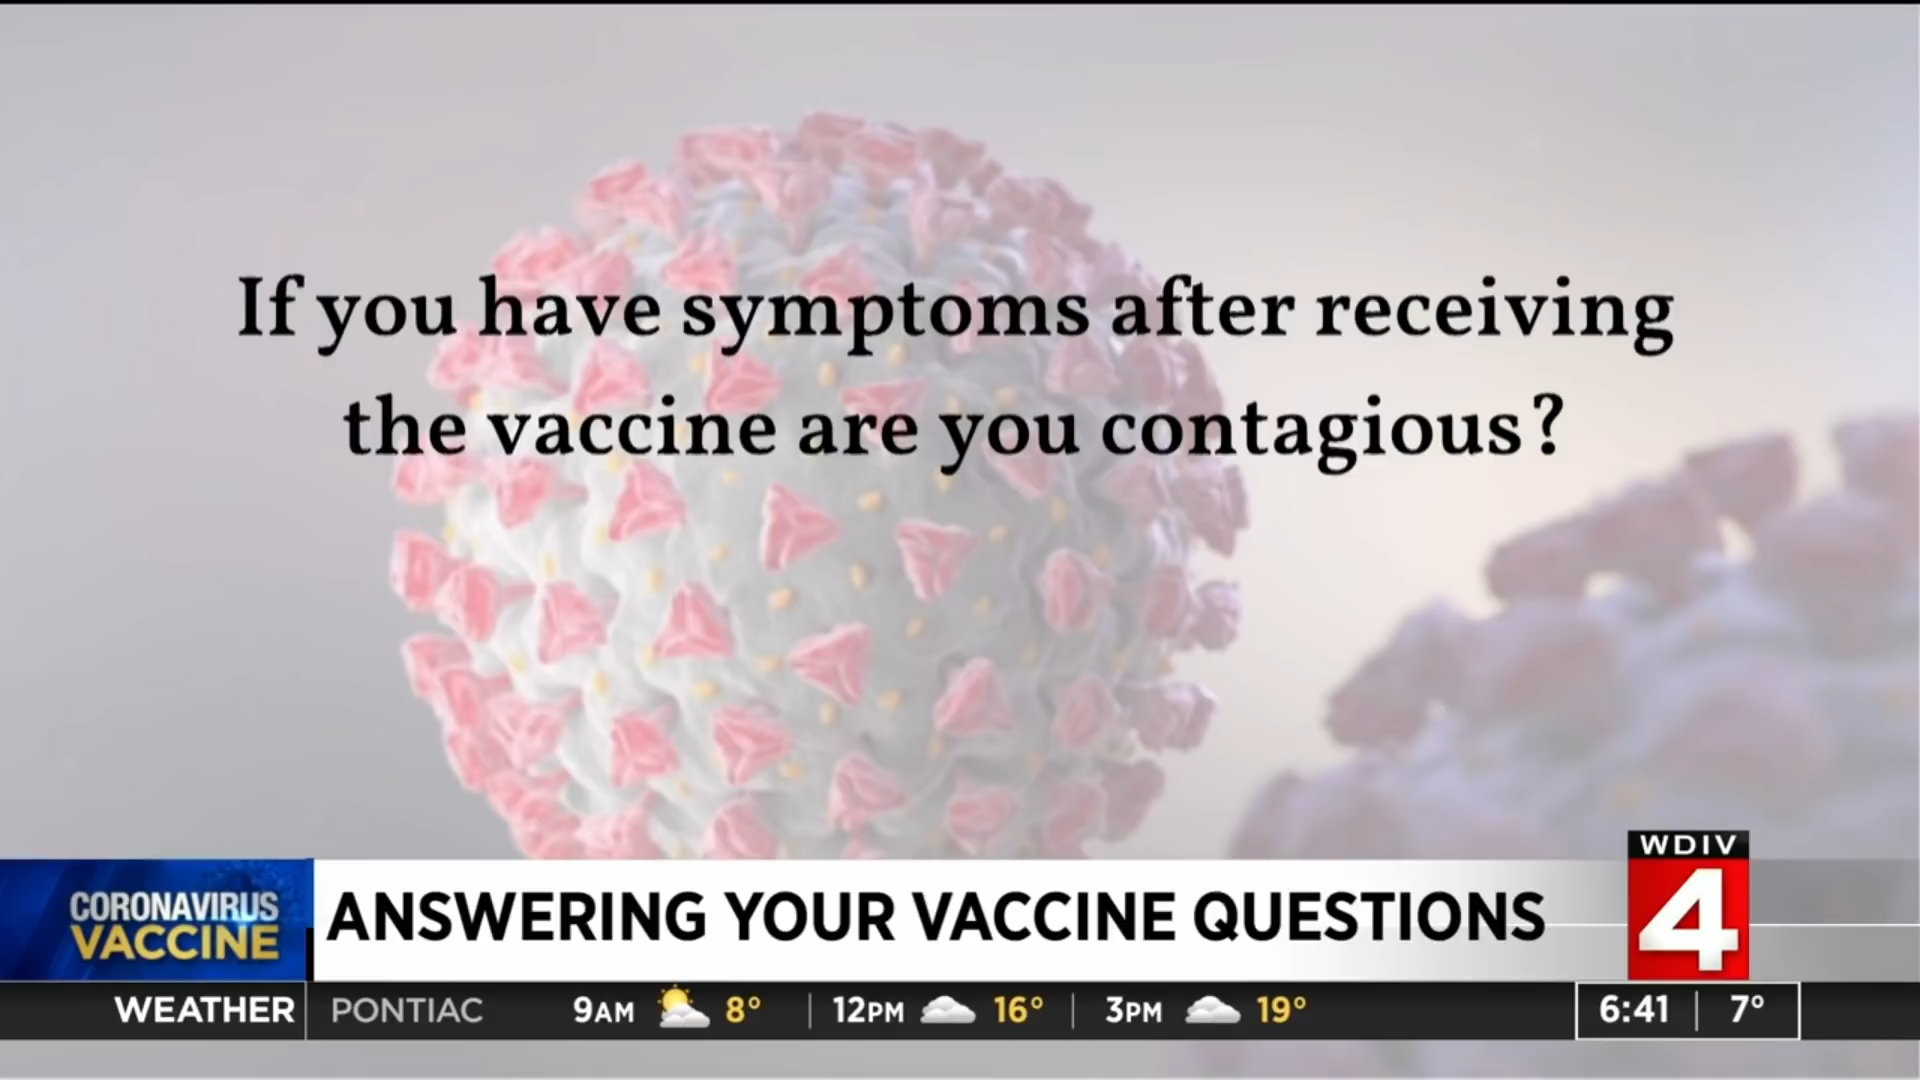 If you have symptoms after receiving
the vaccine are you contagious?
WDIV
4
CORONAVIRUS
VACCINE
ANSWERING YOUR VACCINE QUESTIONS
WEATHER PONTIAC 9AM 8° 12PM 16° 3PM 19° 6:41 7°